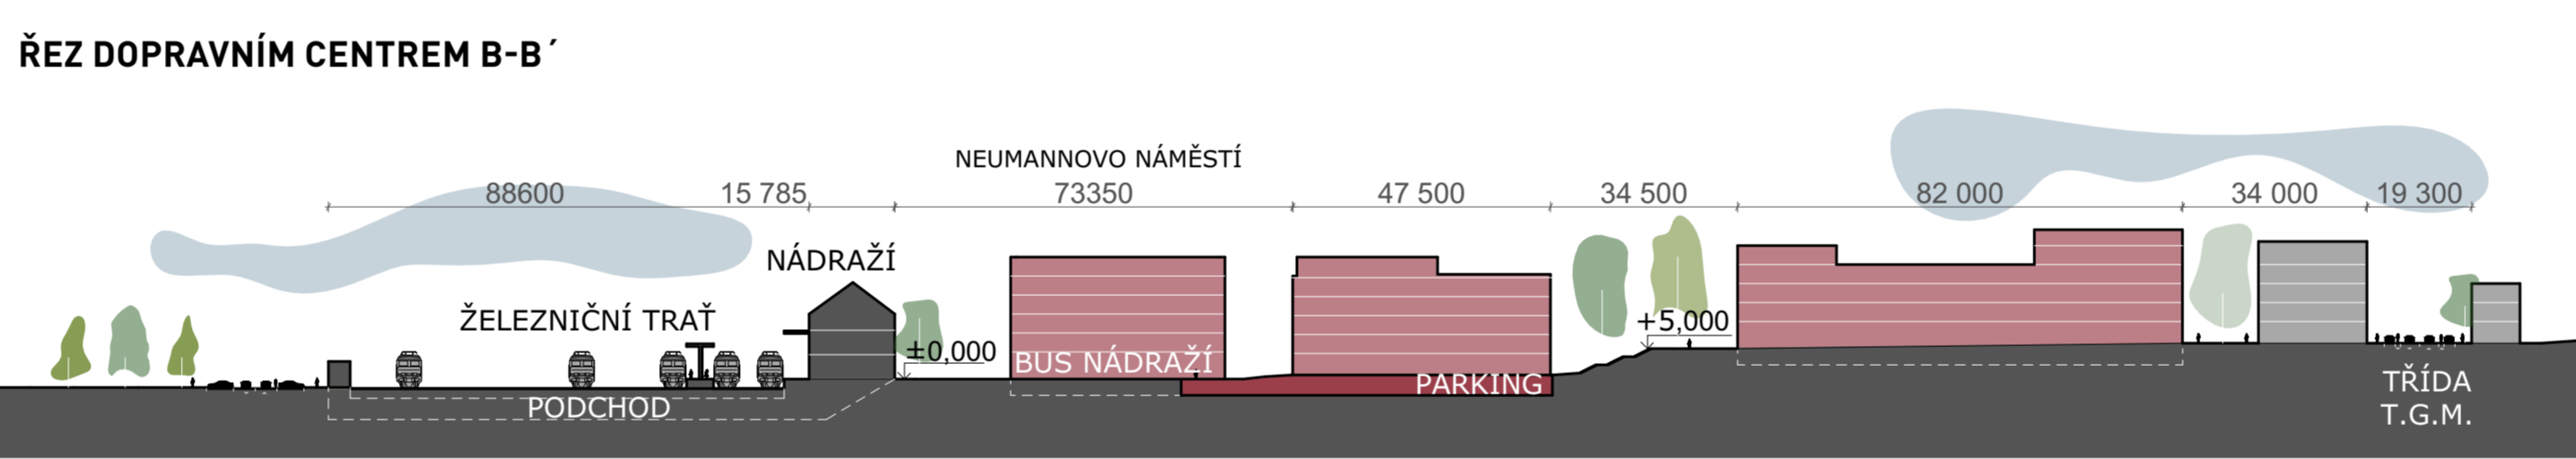 ŘEZ DOPRAVNÍM CENTREM B-B´
NEUMANNOVO NÁMĚSTÍ
88600 15 785 73350 47 500 34 500 82 000 34 000 19 300
NÁDRAŽÍ
ŽELEZNIČNÍ TRAŤ
+5,000
±0,000
BUS NÁDRAŽÍ
PARKING
PODCHOD
TŘÍDA
T.G.M.